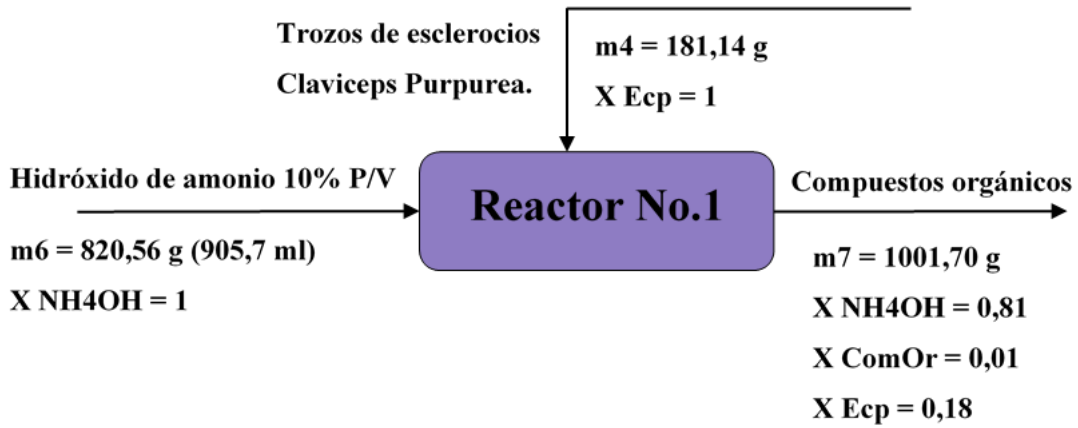 Trozos de esclerocios
Claviceps Purpurea.
m4 = 181,14 g
X Ecp = 1
Hidróxido de amonio 10% P/V
m6 = 820,56 g (905,7 ml)
X NH4OH = 1
Reactor No.1
Compuestos orgánicos
m7 = 1001,70 g
X NH4OH = 0,81
X ComOr = 0,01
X Ecp = 0,18